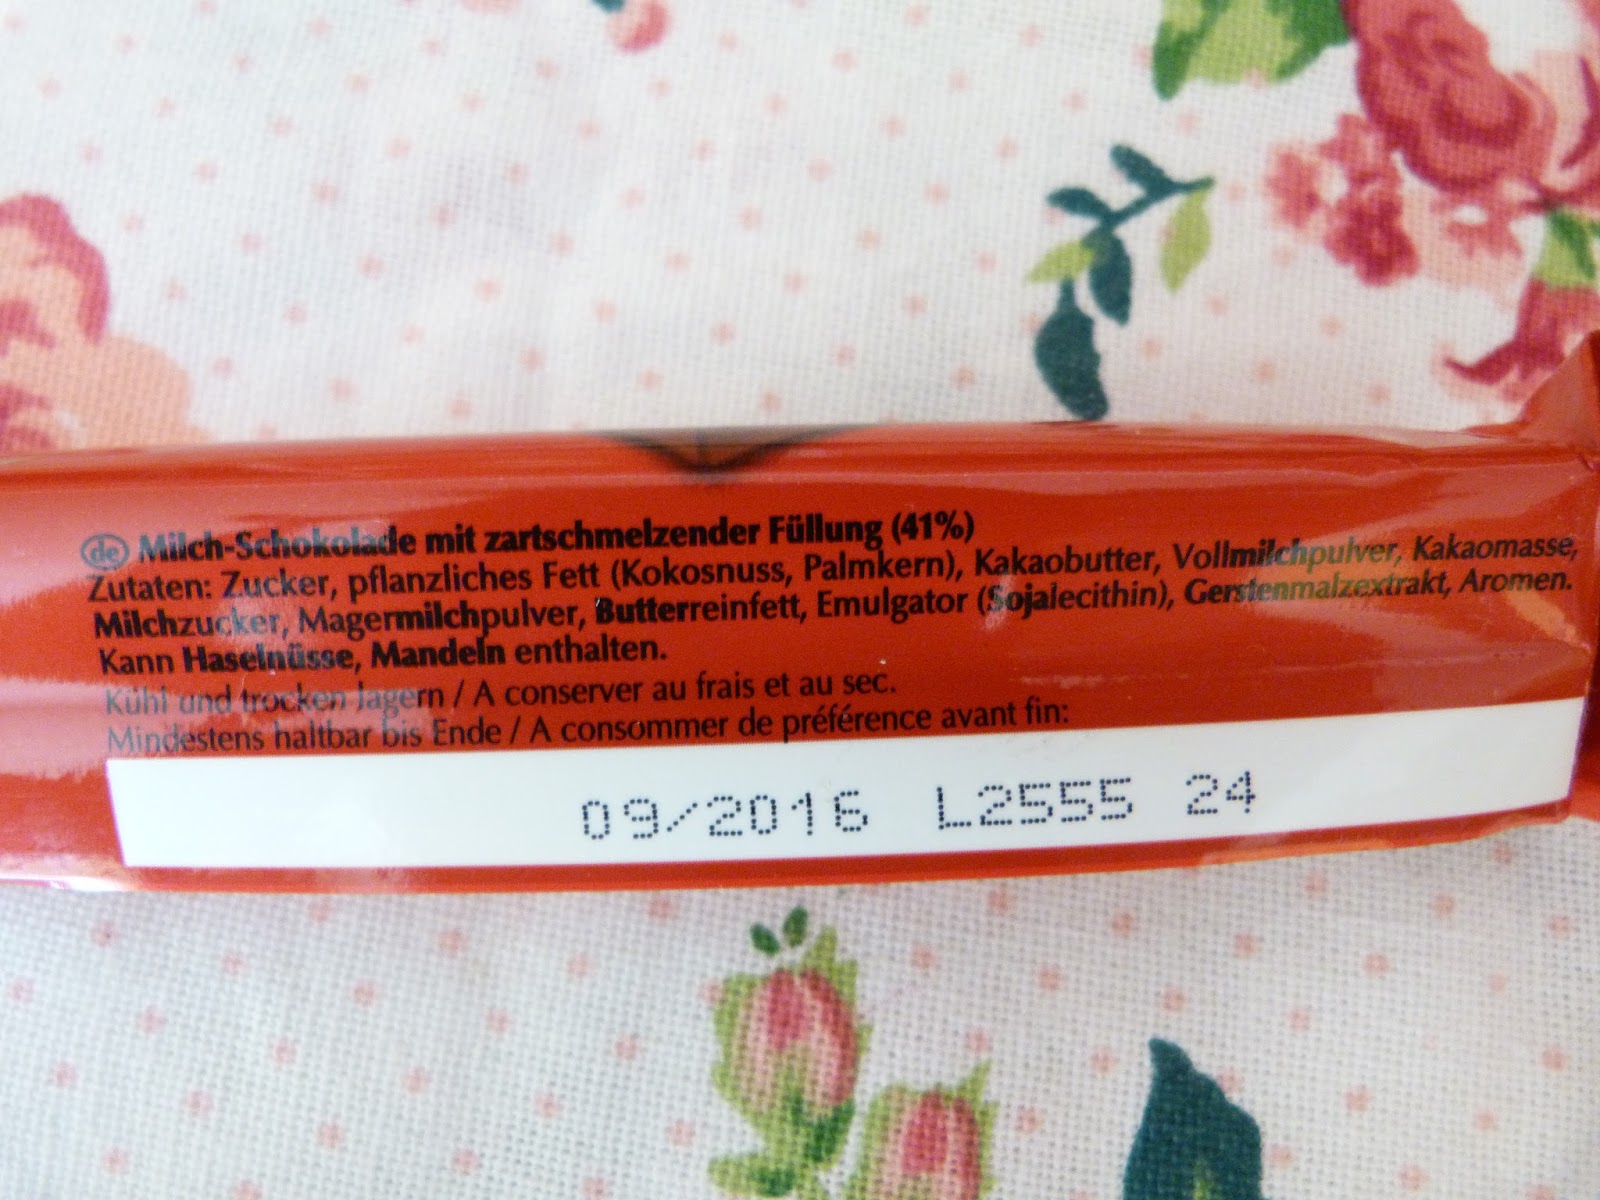 de Milch-Schokolade mit zartschmelzender Füllung (41%)
Zutaten: Zucker, pflanzliches Fett (Kokosnuss, Palmkern), Kakaobutter, Vollmilchpulver, Kakaomasse,
Milchzucker, Magermilchpulver, Butterreinfett, Emulgator (Sojalecithin), Gerstenmalzextrakt, Aromen.
Kann Haselnüsse, Mandeln enthalten.
Kühl und trocken lagern / A conserver au frais et au sec.
Mindestens haltbar bis Ende / A consommer de préférence avant fin:
09/2016 L2555 24